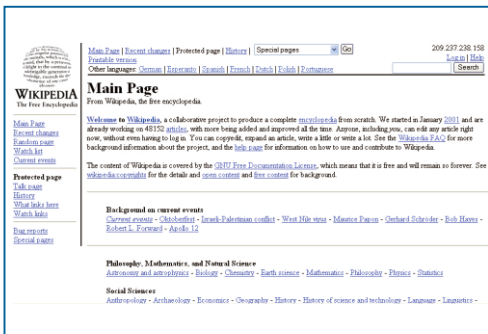 Main Page | Recent changes | Protected page | History | Special pages Go 209.237.238.158
Printable version Log in | Help
Other languages: German | Esperanto | Spanish | French | Dutch | Polish | Portuguese Search
WIKIPEDIA
The Free Encyclopedia
Main Page
Recent changes
Random page
Watch list
Current events
Protected page
Talk page
History
What links here
Watch links
Bug reports
Special pages
Main Page
From Wikipedia, the free encyclopedia.
Welcome to Wikipedia, a collaborative project to produce a complete encyclopedia from scratch. We started in January 2001 and are
already working on 48152 articles, with more being added and improved all the time. Anyone, including you, can edit any article right
now, without even having to log in. You can copyedit, expand an article, write a little or write a lot. See the Wikipedia FAQ for more
background information about the project, and the help page for information on how to use and contribute to Wikipedia.
The content of Wikipedia is covered by the GNU Free Documentation License, which means that it is free and will remain so forever. See
wikipedia:copyrights for the details and open content and free content for background.
Background on current events
Current events - Oktoberfest - Israeli-Palestinian conflict - West Nile virus - Maurice Papon - Gerhard Schröder - Bob Hayes -
Robert L. Forward - Apollo 12
Philosophy, Mathematics, and Natural Science
Astronomy and astrophysics - Biology - Chemistry - Earth science - Mathematics - Philosophy - Physics - Statistics
Social Sciences
Anthropology - Archaeology - Economics - Geography - History - History of science and technology - Language - Linguistics -